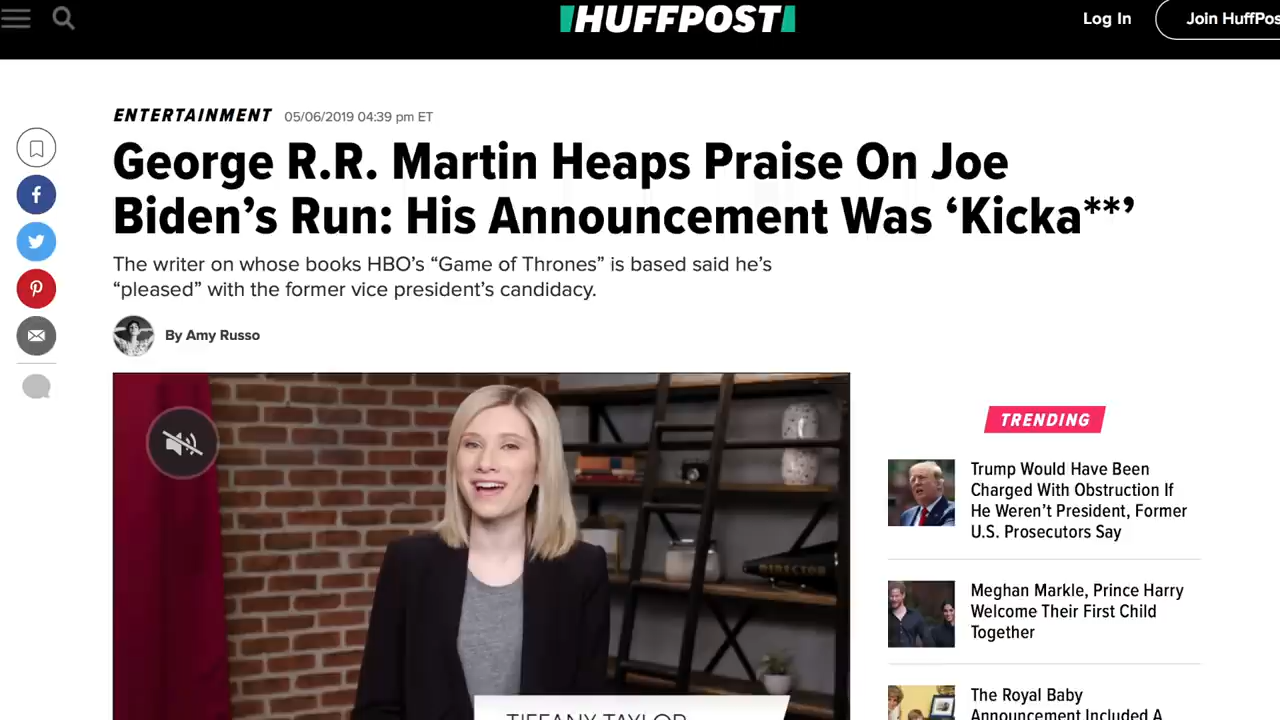 HUFFPOST
Log In
Join HuffPos
ENTERTAINMENT 05/06/2019 04:39 pm ET
George R.R. Martin Heaps Praise On Joe
Biden’s Run: His Announcement Was ‘Kicka**’
The writer on whose books HBO’s “Game of Thrones” is based said he’s
“pleased” with the former vice president’s candidacy.
By Amy Russo
DIRECTOR
TIFFANY TAYLOR
TRENDING
Trump Would Have Been
Charged With Obstruction If
He Weren’t President, Former
U.S. Prosecutors Say
Meghan Markle, Prince Harry
Welcome Their First Child
Together
The Royal Baby
Announcement Included A